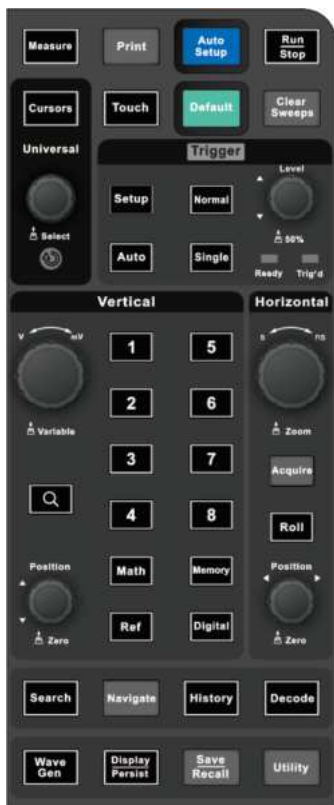 Measure
Print
Auto
Setup
Run
Stop
Cursors
Touch
Default
Clear
Sweeps
Universal
Select
Trigger
Setup
Normal
Level
50%
Auto
Single
Ready
Trig'd
Vertical
V
mV
Variable
1
5
2
6
3
7
4
8
Position
Zero
Math
Memory
Ref
Digital
Horizontal
s
ns
Zoom
Acquire
Roll
Position
Zero
Search
Navigate
History
Decode
Wave
Gen
Display
Persist
Save
Recall
Utility